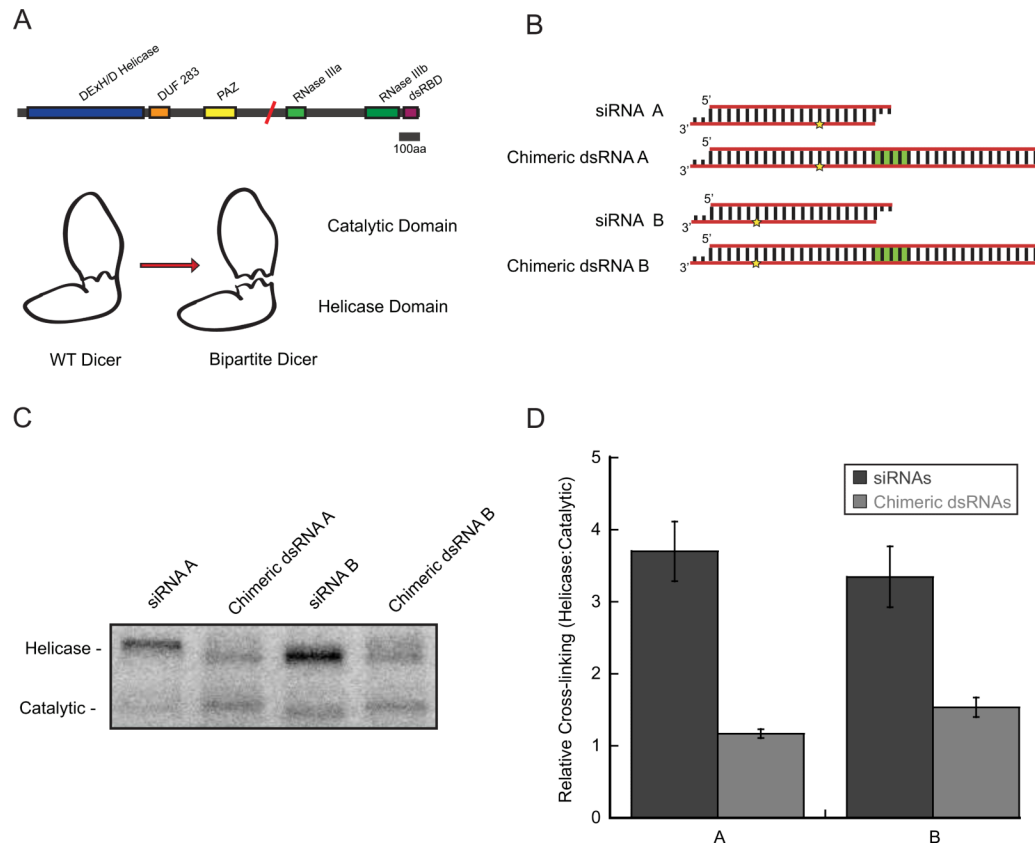 A
DExH/D Helicase
DUF 283
PAZ
RNase IIIa
RNase IIIb
dsRBD
100aa
Catalytic Domain
Helicase Domain
WT Dicer
Bipartite Dicer
B
5’
siRNA A
3’
Chimeric dsRNA A
5’
siRNA B
3’
5’
Chimeric dsRNA B
3’
C
siRNA A
Chimeric dsRNA A
siRNA B
Chimeric dsRNA B
Helicase -
Catalytic -
D
Relative Cross-linking (Helicase:Catalytic)
5
4
3
2
1
0
siRNAs
Chimeric dsRNAs
A
B